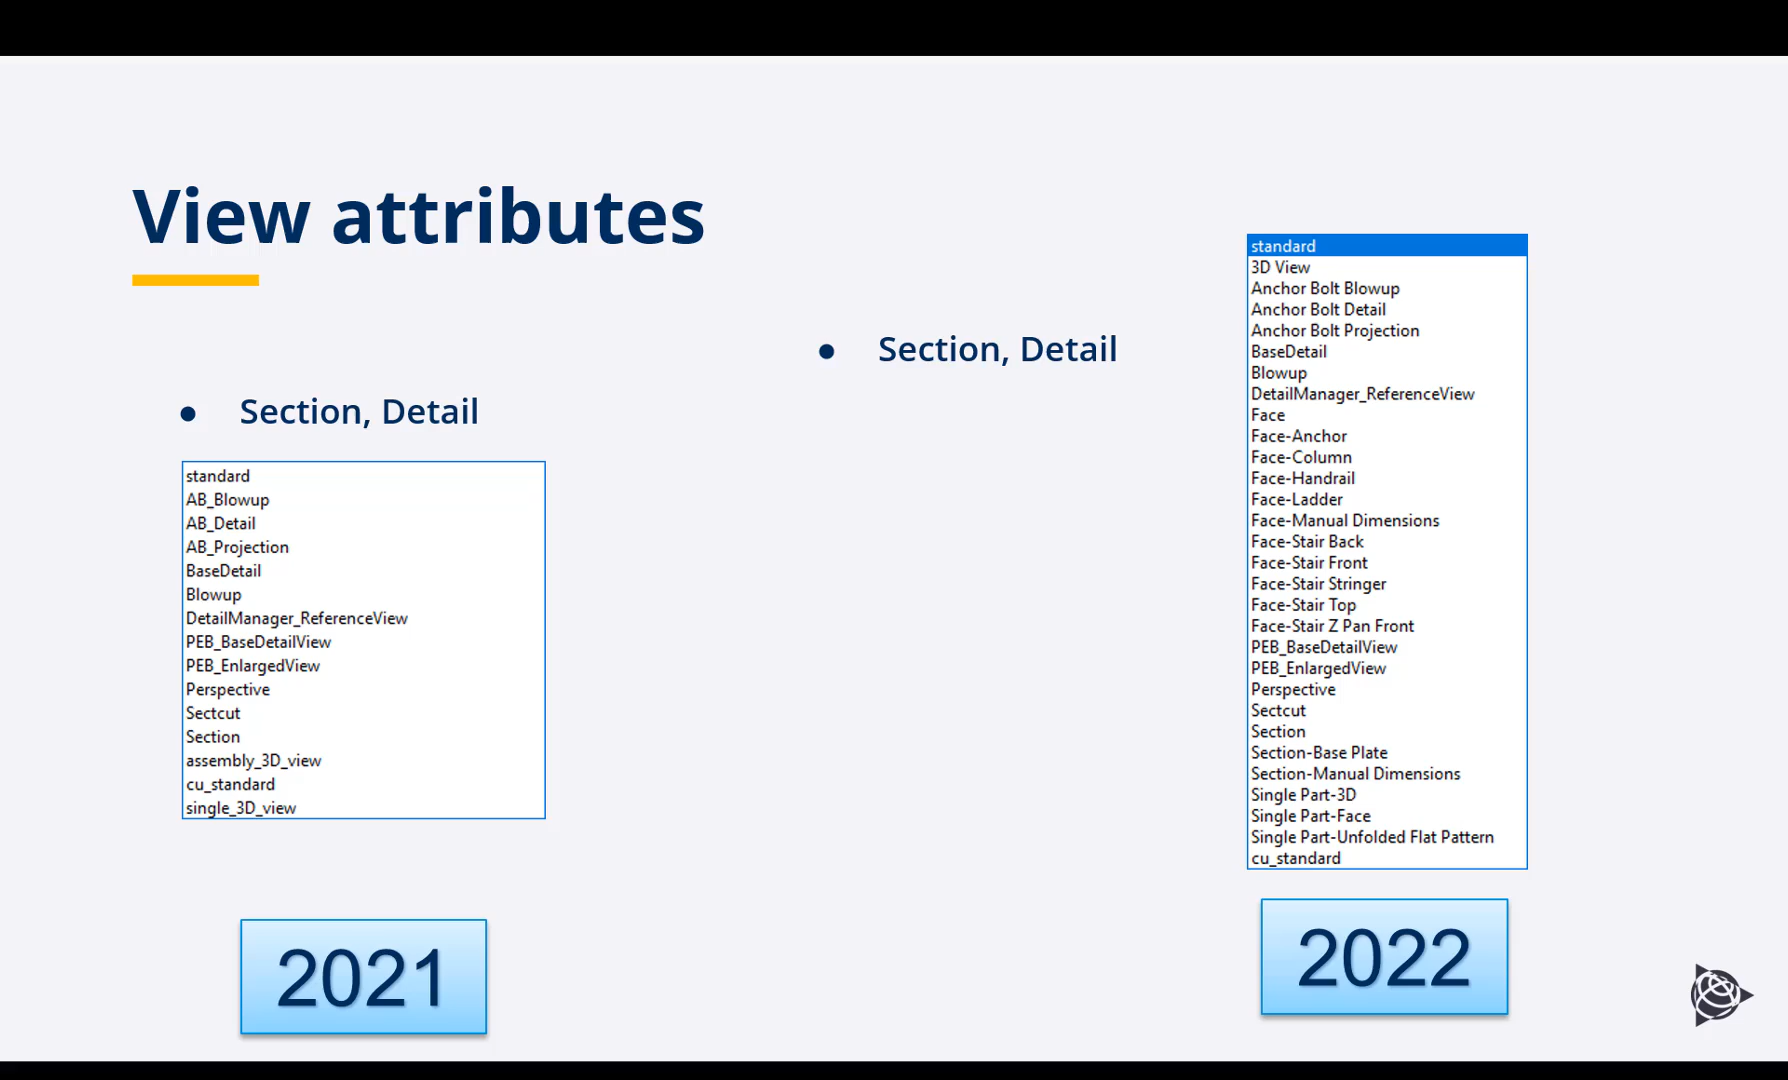 View attributes
● Section, Detail
standard
AB_Blowup
AB_Detail
AB_Projection
BaseDetail
Blowup
DetailManager_ReferenceView
PEB_BaseDetailView
PEB_EnlargedView
Perspective
Sectcut
Section
assembly_3D_view
cu_standard
single_3D_view
2021
● Section, Detail
standard
3D View
Anchor Bolt Blowup
Anchor Bolt Detail
Anchor Bolt Projection
BaseDetail
Blowup
DetailManager_ReferenceView
Face
Face-Anchor
Face-Column
Face-Handrail
Face-Ladder
Face-Manual Dimensions
Face-Stair Back
Face-Stair Front
Face-Stair Stringer
Face-Stair Top
Face-Stair Z Pan Front
PEB_BaseDetailView
PEB_EnlargedView
Perspective
Sectcut
Section
Section-Base Plate
Section-Manual Dimensions
Single Part-3D
Single Part-Face
Single Part-Unfolded Flat Pattern
cu_standard
2022